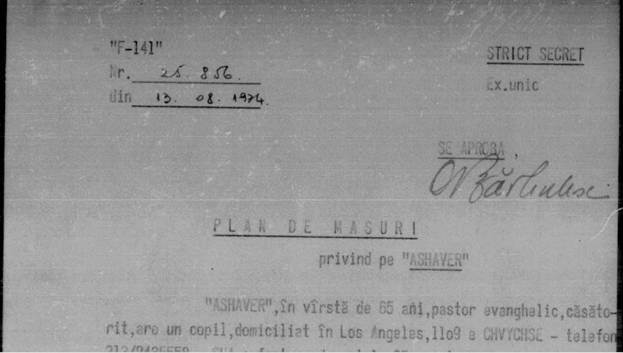 "F-141"
STRICT SECRET
Nr. 25.856.
Ex.unic
din 13. 08. 1974.
SE APROBA,
PLAN DE MASURI
privind pe "ASHAVER"
"ASHAVER",în vîrstă de 65 ani,pastor evanghelic,căsăto-
rit,are un copil,domiciliat în Los Angeles,1109 e CHVYCHSE - telefon